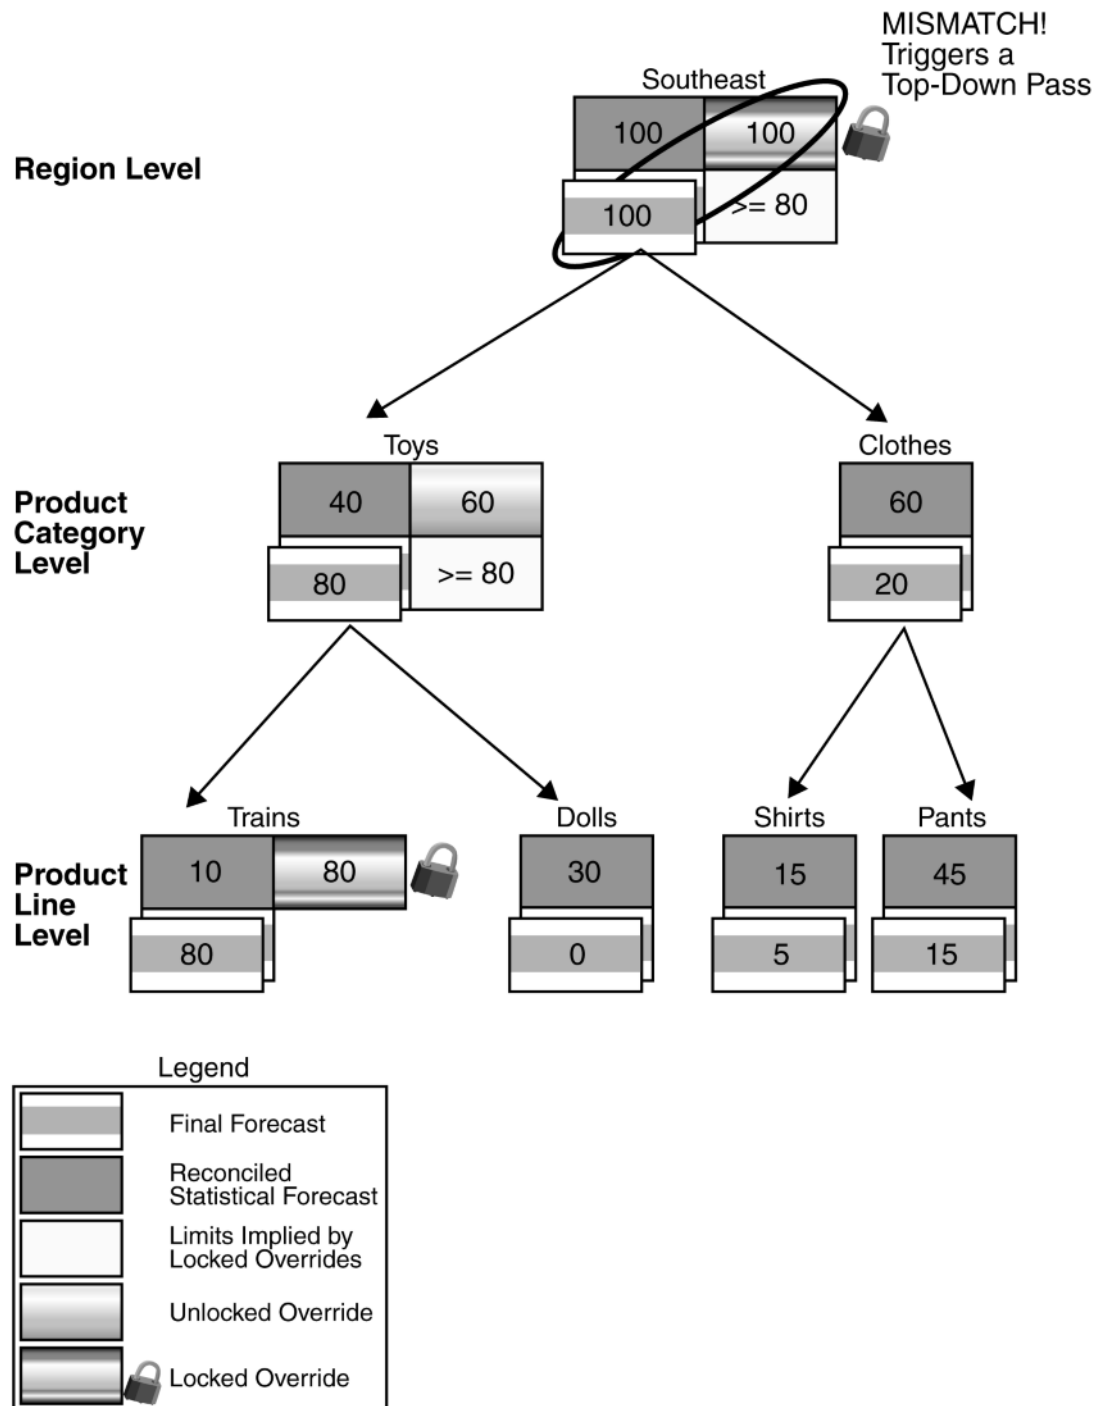 MISMATCH!
Triggers a
Top-Down Pass
Southeast
100
100
Region Level
100
>= 80
Toys
Clothes
Product
Category
Level
40
60
60
80
>= 80
20
Trains
Dolls
Shirts
Pants
Product
Line
Level
10
80
30
15
45
80
0
5
15
Legend
Final Forecast
Reconciled
Statistical Forecast
Limits Implied by
Locked Overrides
Unlocked Override
Locked Override